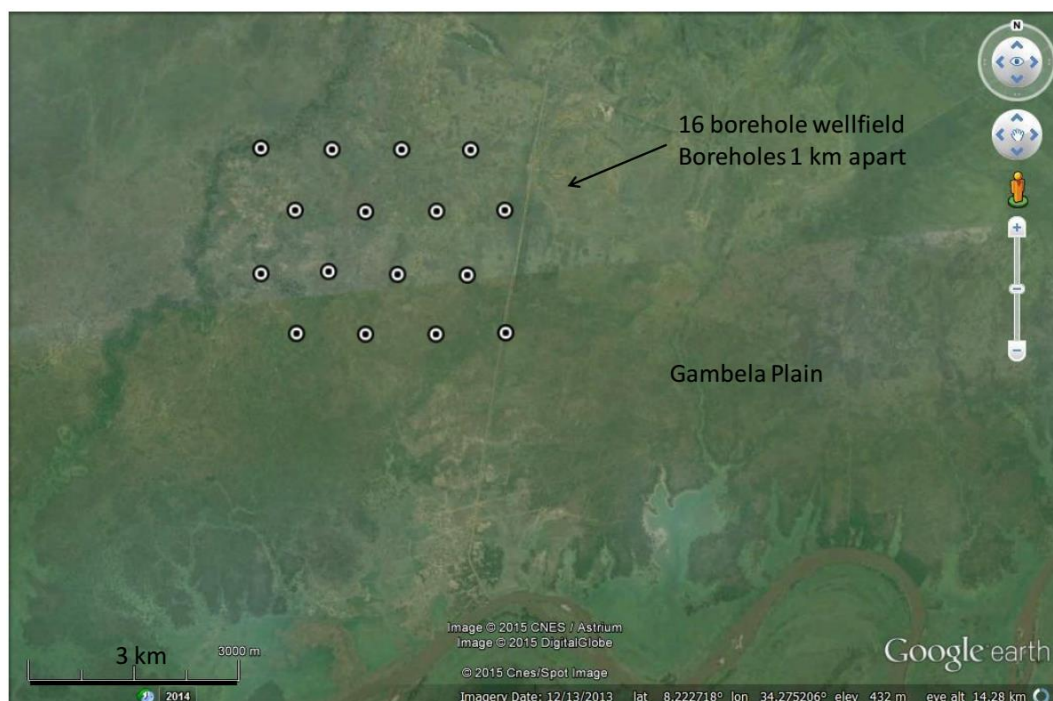 N
16 borehole wellfield
Boreholes 1 km apart
Gambela Plain
Image © 2015 CNES / Astrium
Image © 2015 DigitalGlobe
© 2015 Cnes/Spot Image
Google earth
3 km
3000 m
2014
Imagery Date: 12/13/2013 lat 8.222718° lon 34.275206° elev 432 m eye alt 14.28 km